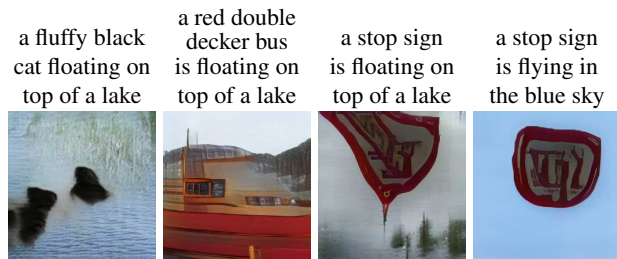 a fluffy black
cat floating on
top of a lake
a red double
decker bus
is floating on
top of a lake
a stop sign
is floating on
top of a lake
a stop sign
is flying in
the blue sky